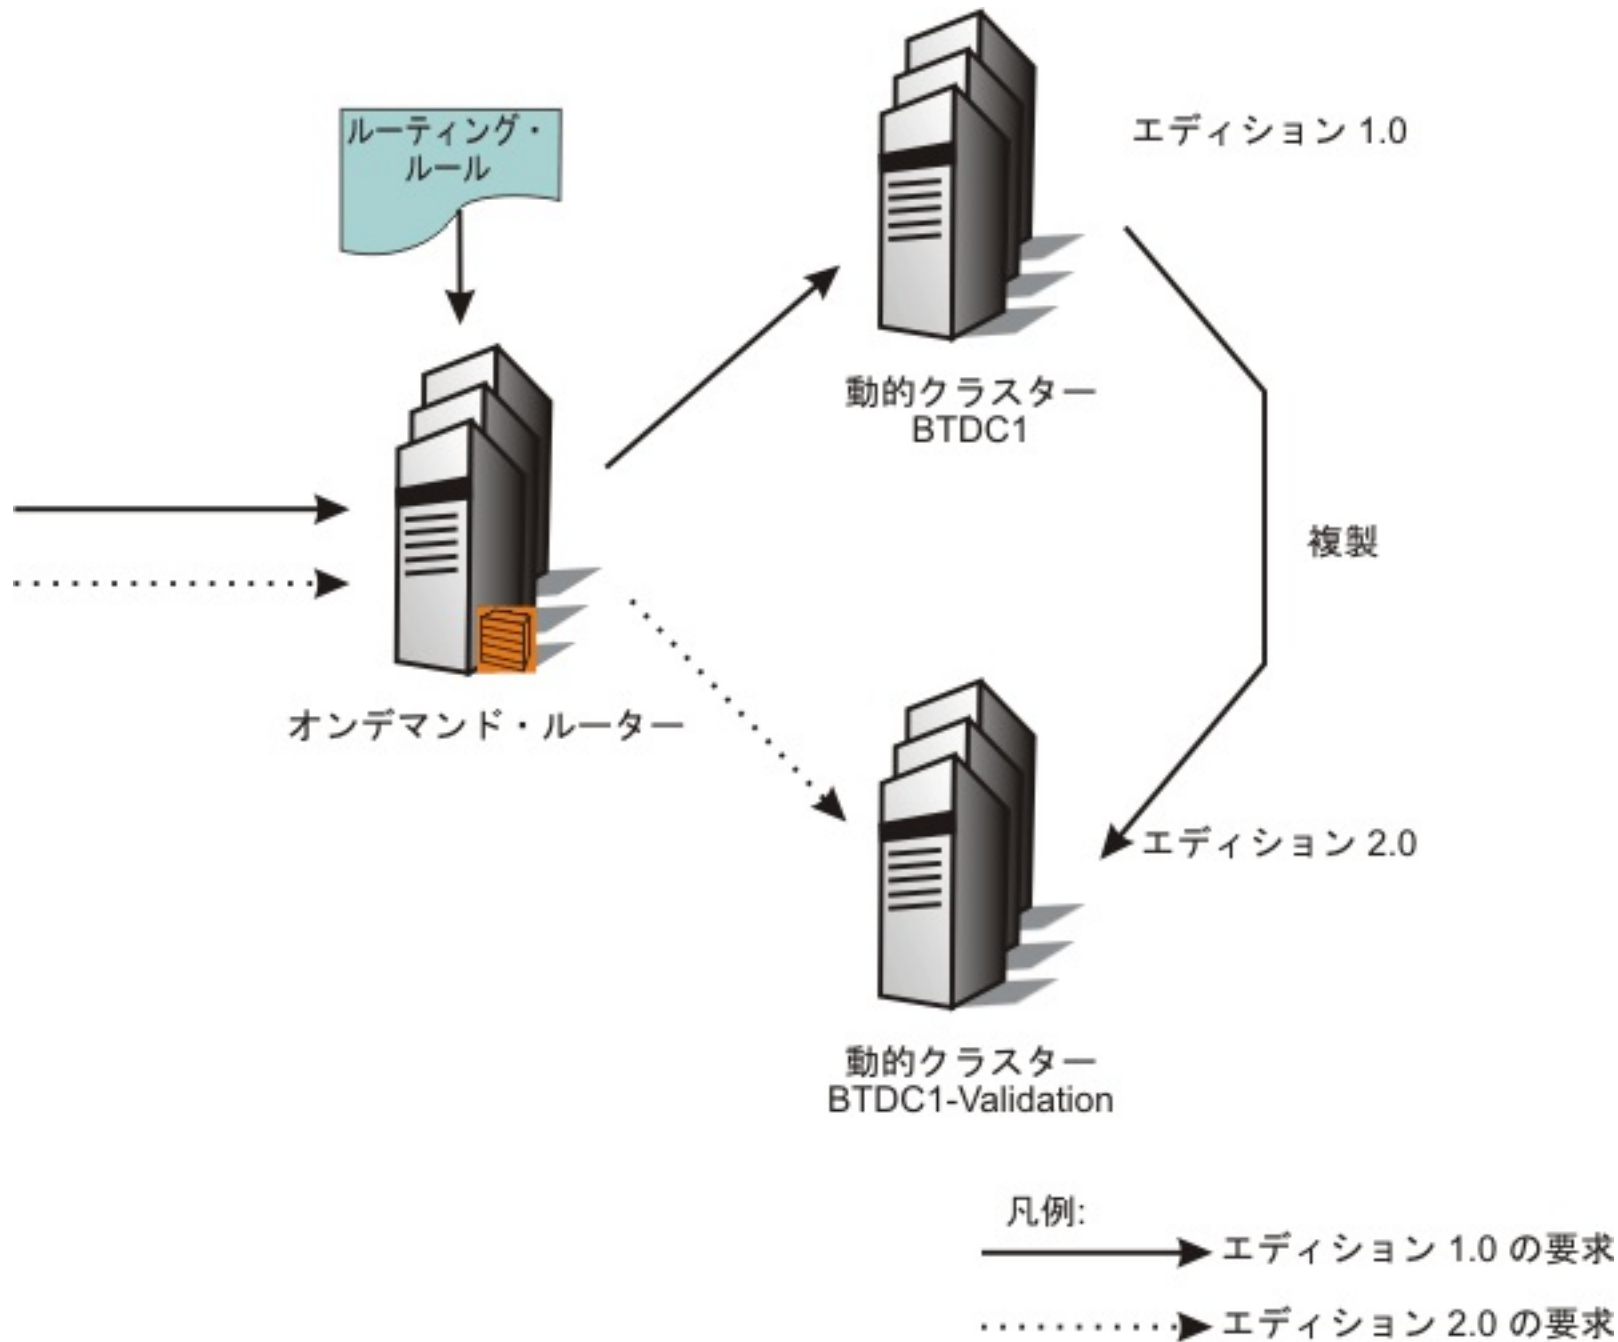 ルーティング・
ルール
エディション 1.0
動的クラスター
BTDC1
複製
オンデマンド・ルーター
エディション 2.0
動的クラスター
BTDC1-Validation
凡例:
エディション 1.0 の要求
エディション 2.0 の要求